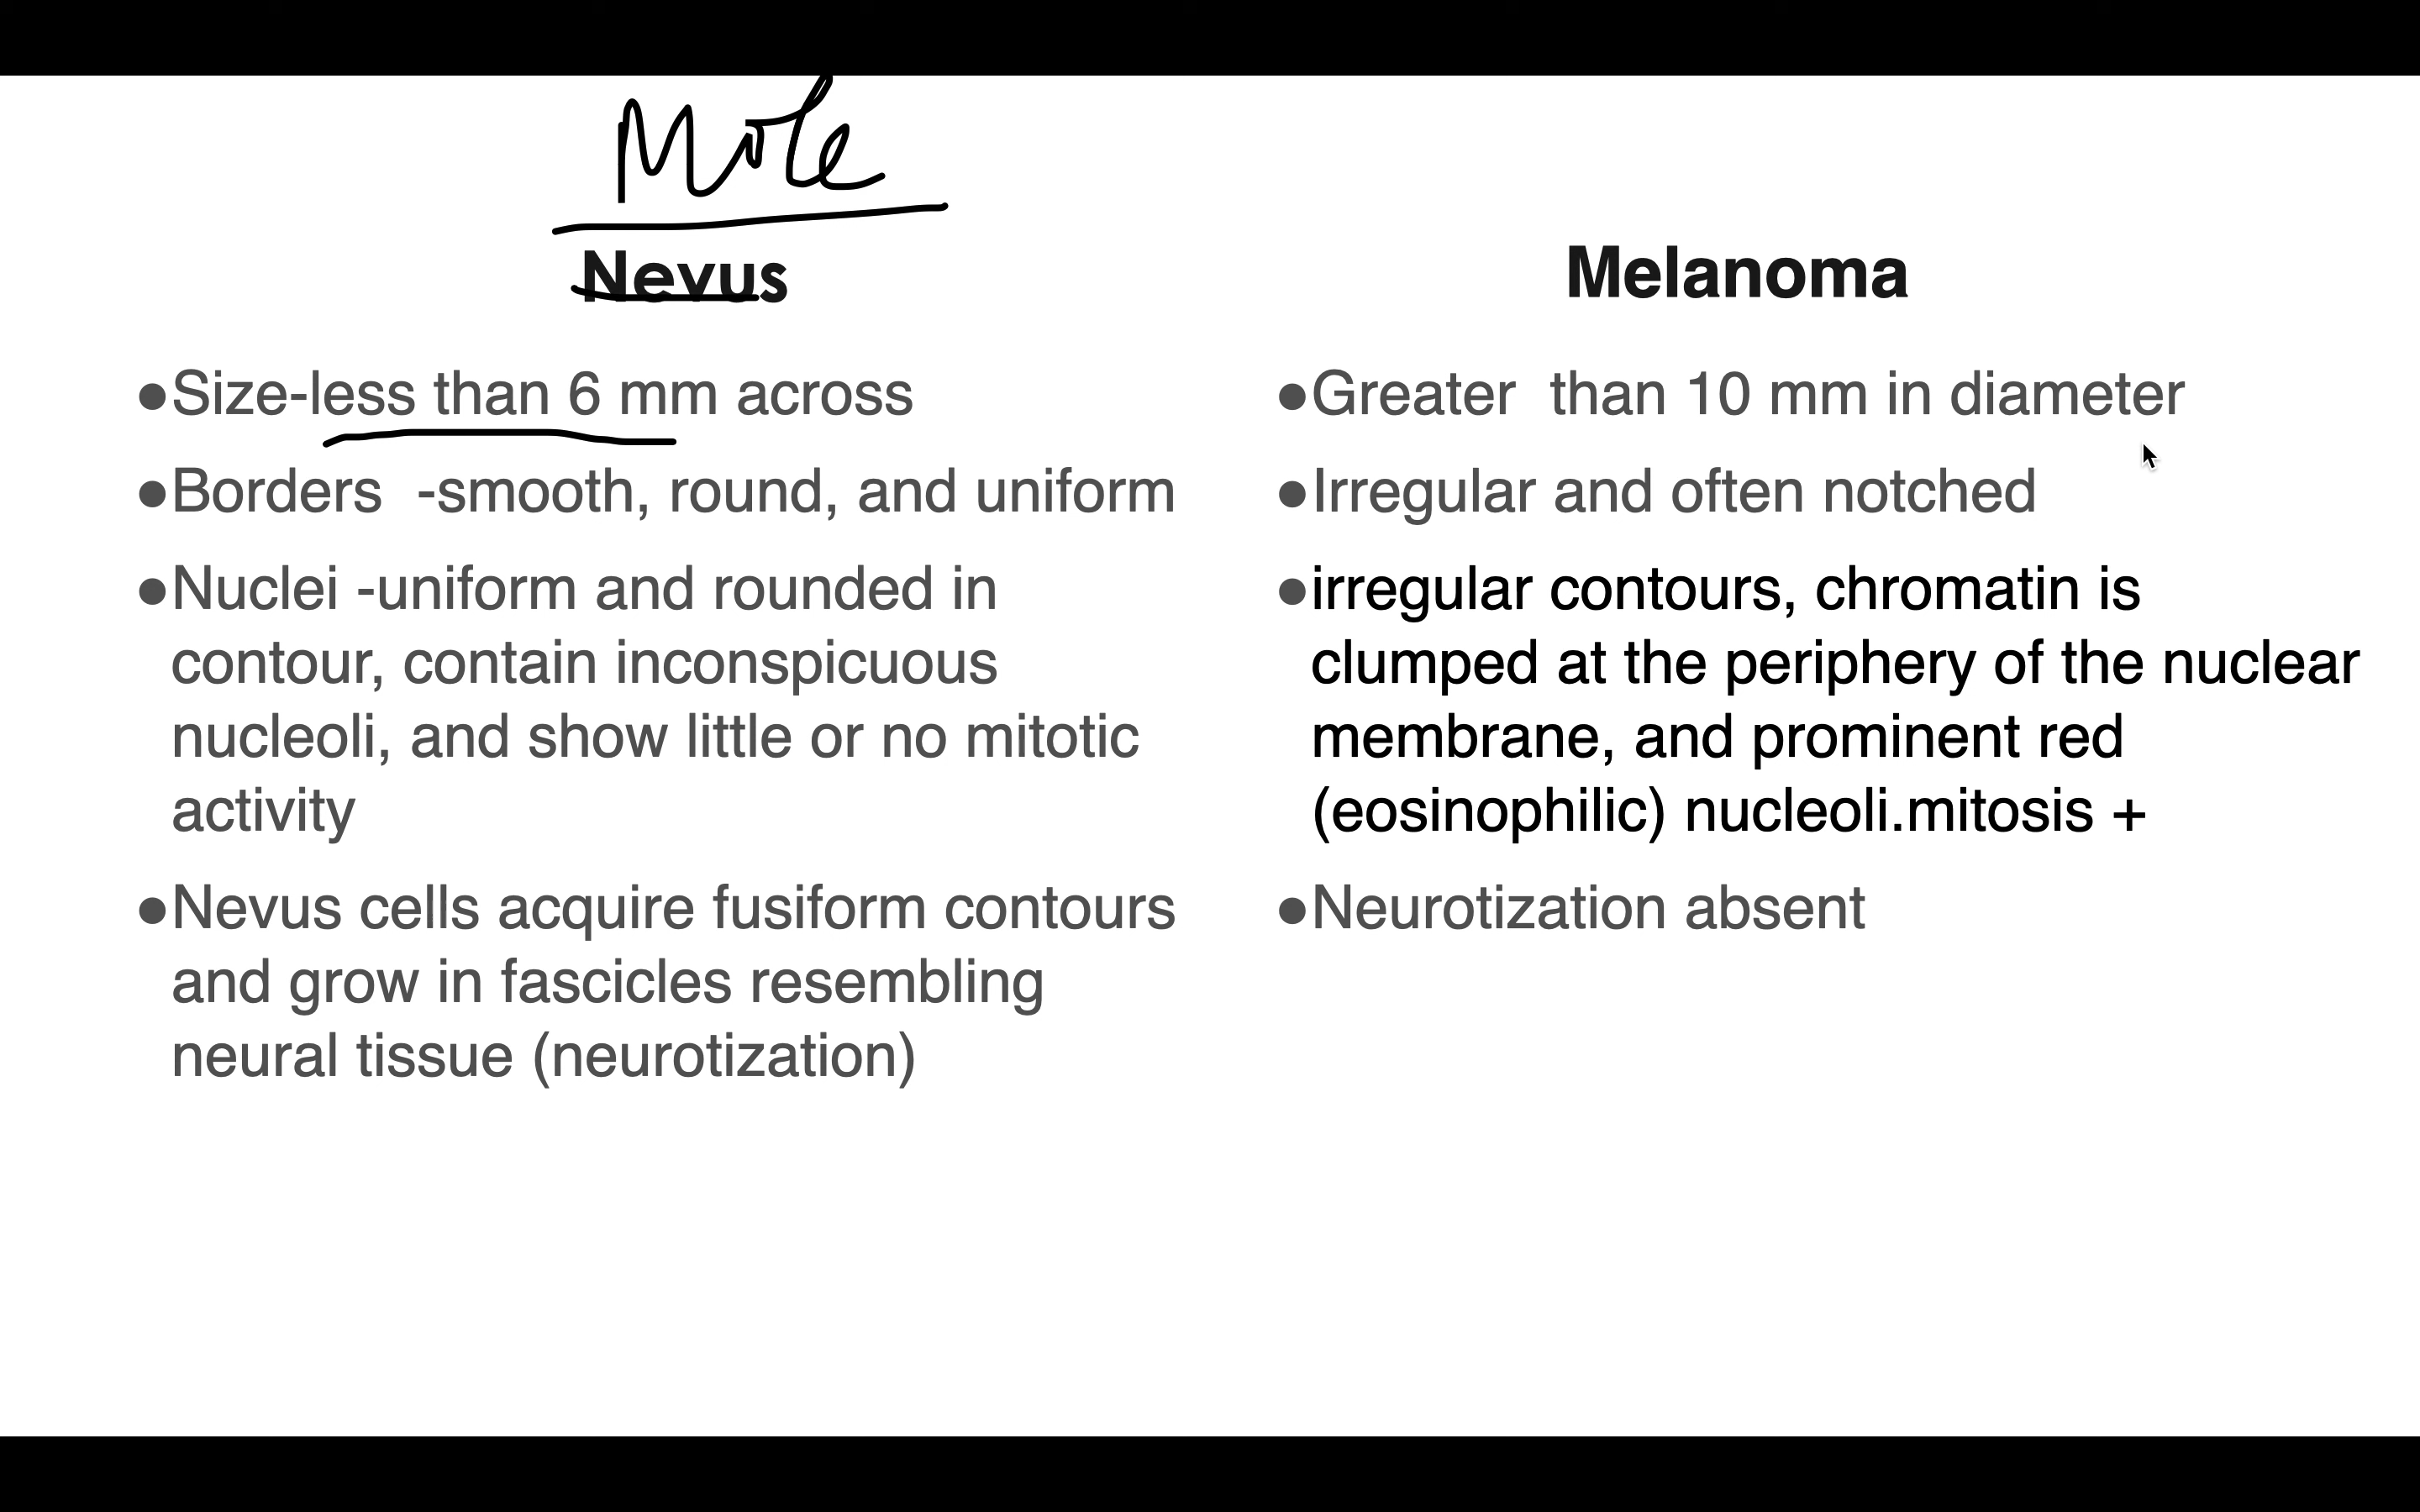 Mole
Nevus
●Size-less than 6 mm across
●Borders -smooth, round, and uniform
●Nuclei -uniform and rounded in
contour, contain inconspicuous
nucleoli, and show little or no mitotic
activity
●Nevus cells acquire fusiform contours
and grow in fascicles resembling
neural tissue (neurotization)
Melanoma
●Greater than 10 mm in diameter
●Irregular and often notched
●irregular contours, chromatin is
clumped at the periphery of the nuclear
membrane, and prominent red
(eosinophilic) nucleoli.mitosis +
●Neurotization absent